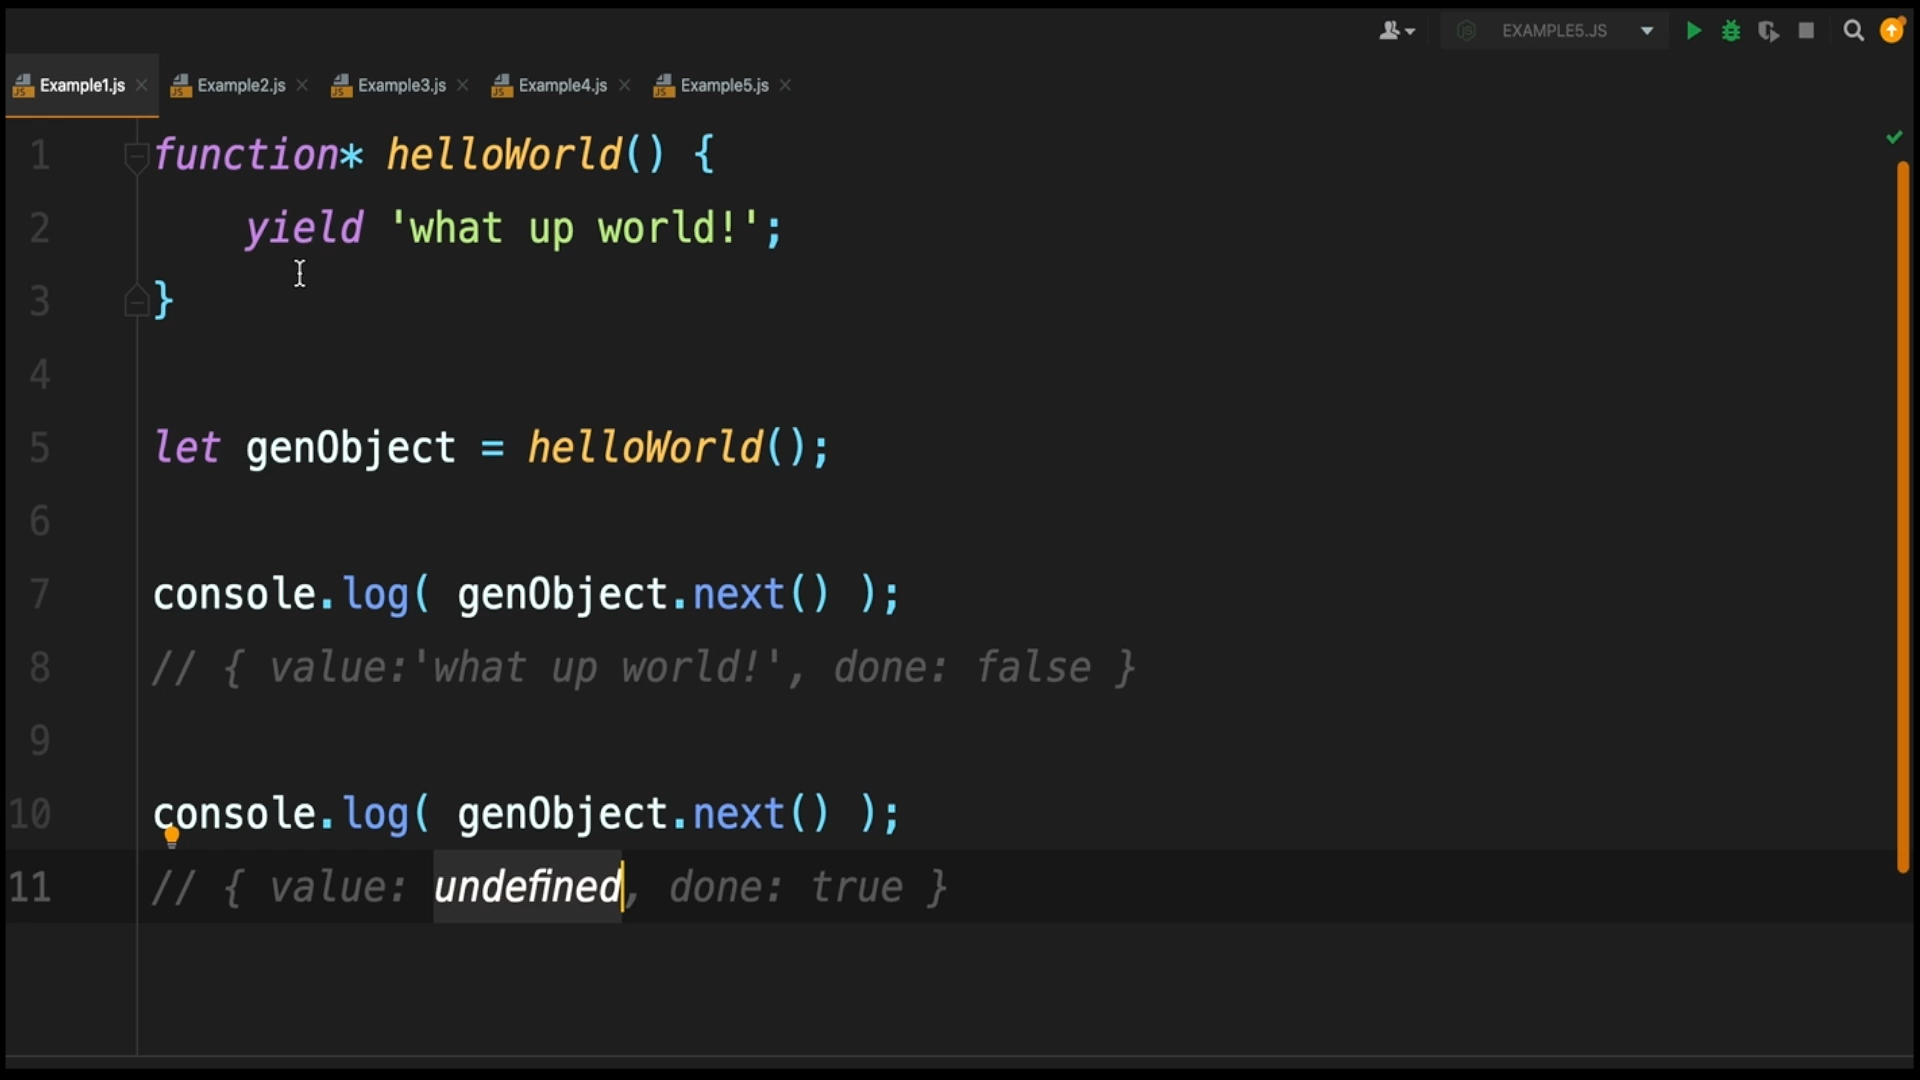 EXAMPLE5.JS
Example1.js Example2.js Example3.js Example4.js Example5.js
1 function* helloWorld() {
2 yield 'what up world!';
3 }
4
5 let genObject = helloWorld();
6
7 console.log( genObject.next() );
8 // { value:'what up world!', done: false }
9
10 console.log( genObject.next() );
11 // { value: undefined, done: true }